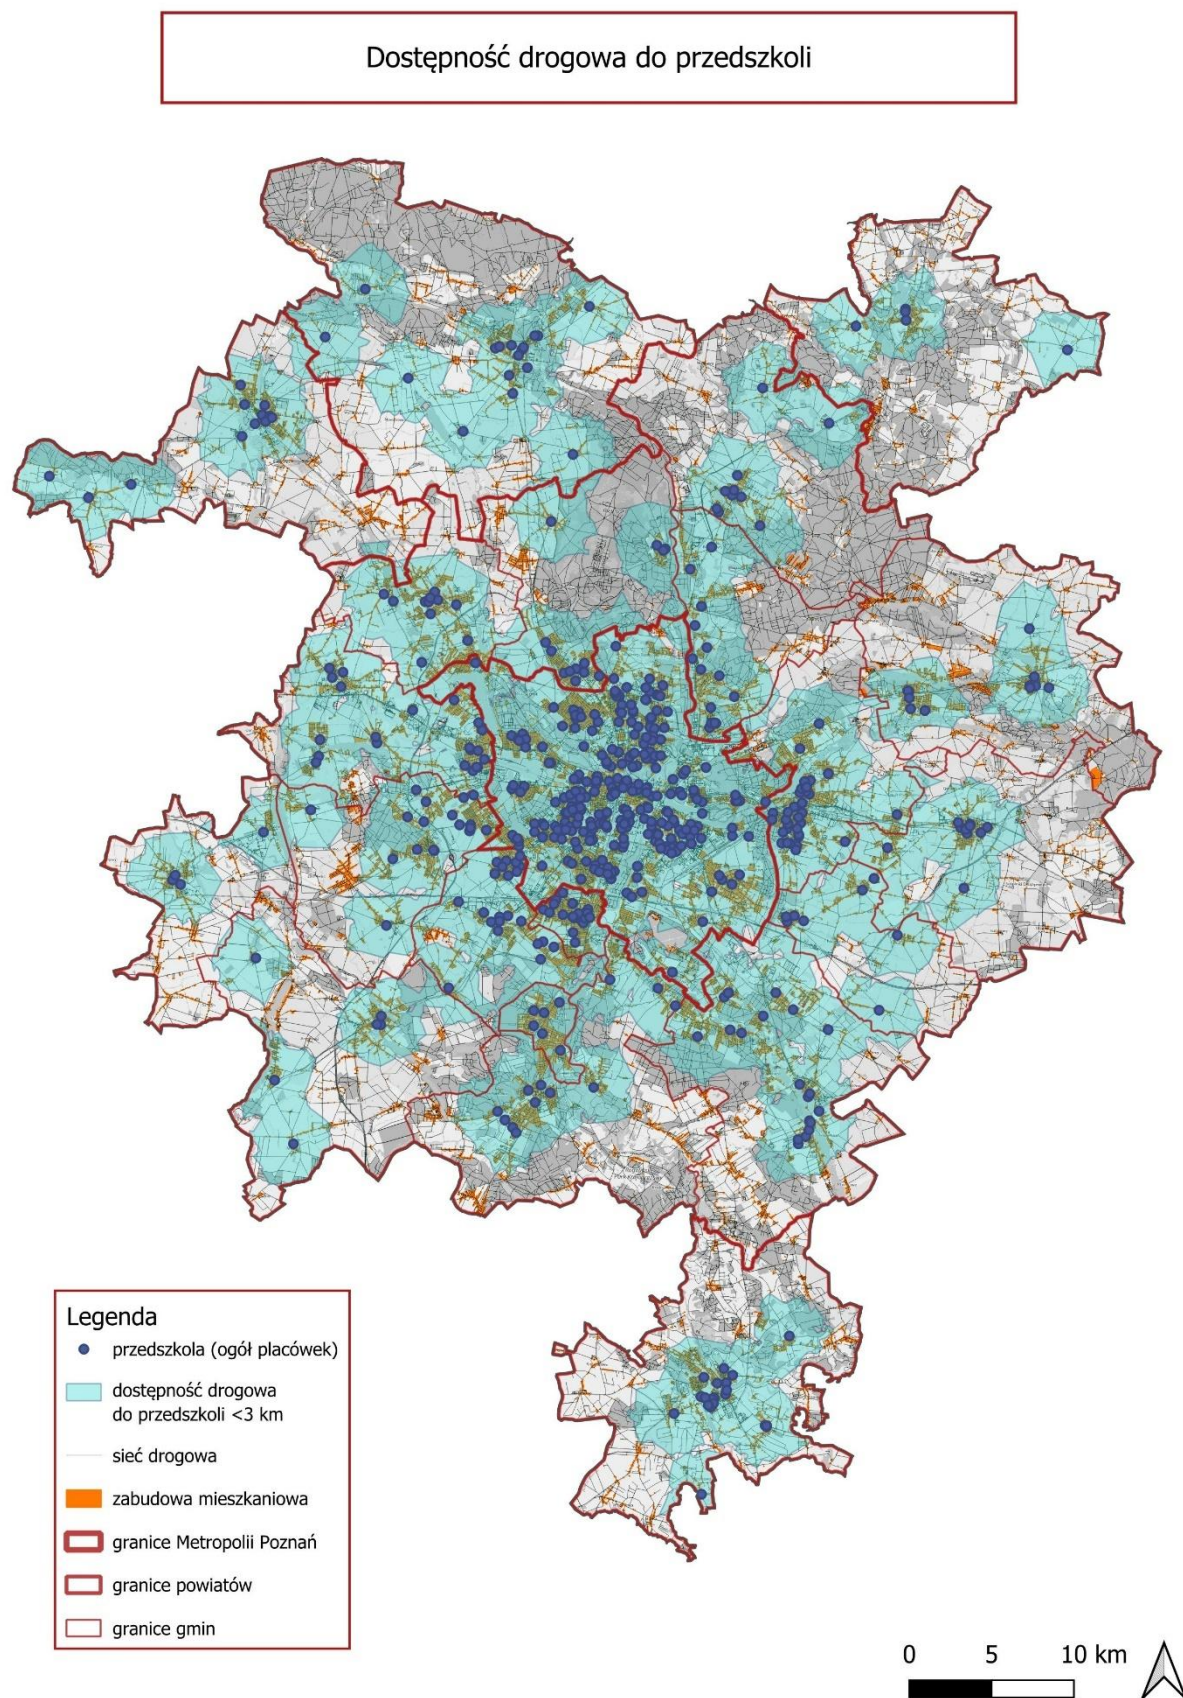 Dostępność drogowa do przedszkoli
Legenda
przedszkola (ogół placówek)
dostępność drogowa
do przedszkoli <3 km
sieć drogowa
zabudowa mieszkaniowa
granice Metropolii Poznań
granice powiatów
granice gmin
0 5 10 km